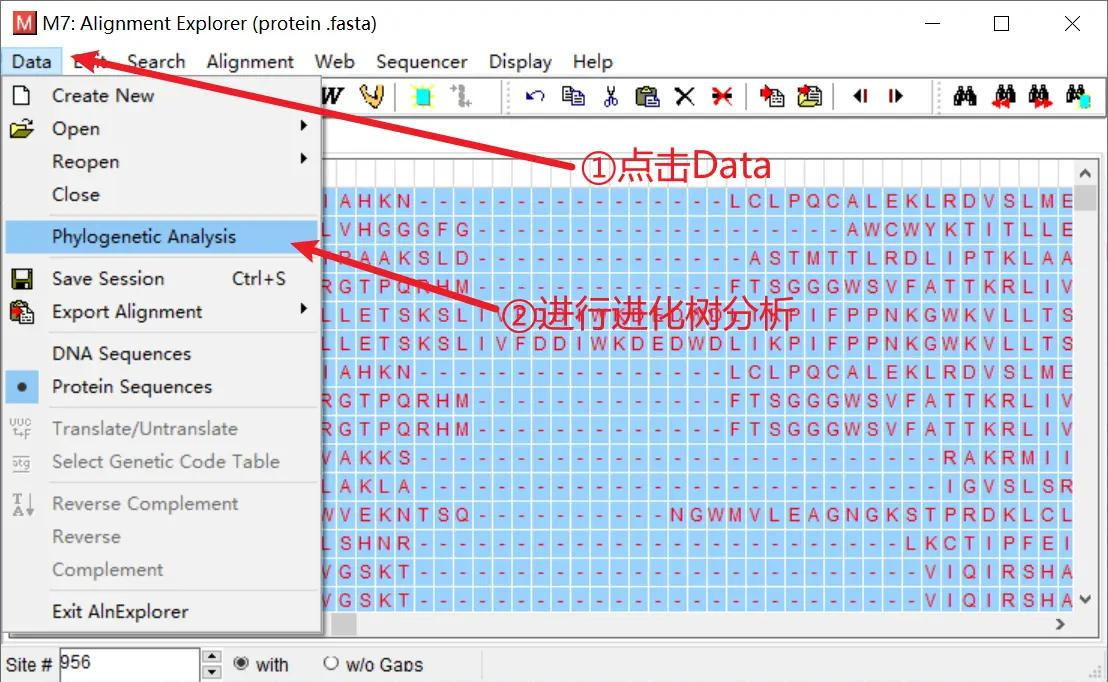 M7: Alignment Explorer (protein .fasta)
Data Edit Search Alignment Web Sequencer Display Help
Create New
Open
Reopen
Close
Phylogenetic Analysis
Save Session Ctrl+S
Export Alignment
DNA Sequences
Protein Sequences
Translate/Untranslate
Select Genetic Code Table
Reverse Complement
Reverse
Complement
Exit AlnExplorer
W
①点击Data
②进行进化树分析
I A H K N - - - - - - - - - - - - - - - - L C L P Q C A L E K L R D V S L M E
L V H G G G F G - - - - - - - - - - - - - - - - - - - A W C W Y K T I T L L E
A A K S L D - - - - - - - - - - - - - - A S T M T T L R D L I P T K L A A
R G T P Q R H M - - - - - - - - - - - - - F T S G G G W S V F A T T K R L I V
L L E T S K S L I V P I F P P N K G W K V L L T S
L L E T S K S L I V F D D I W K D E D W D L I K P I F P P N K G W K V L L T S
I A H K N - - - - - - - - - - - - - - - - L C L P Q C A L E K L R D V S L M E
R G T P Q R H M - - - - - - - - - - - - - F T S G G G W S V F A T T K R L I V
R G T P Q R H M - - - - - - - - - - - - - F T S G G G W S V F A T T K R L I V
V A K K S - - - - - - - - - - - - - - - - - - - - - - - - - - - R A K R M I I
L A K L A - - - - - - - - - - - - - - - - - - - - - - - - - - - I G V S L S R
W V E K N T S Q - - - - - - - - - - N G W M V L E A G N G K S T P R D K L C L
L S H N R - - - - - - - - - - - - - - - - - - - - - - - - - L K C T I P F E I
V G S K T - - - - - - - - - - - - - - - - - - - - - - - - - - V I Q I R S H A
V G S K T - - - - - - - - - - - - - - - - - - - - - - - - - - V I Q I R S H A
Site # 956 with w/o Gaps